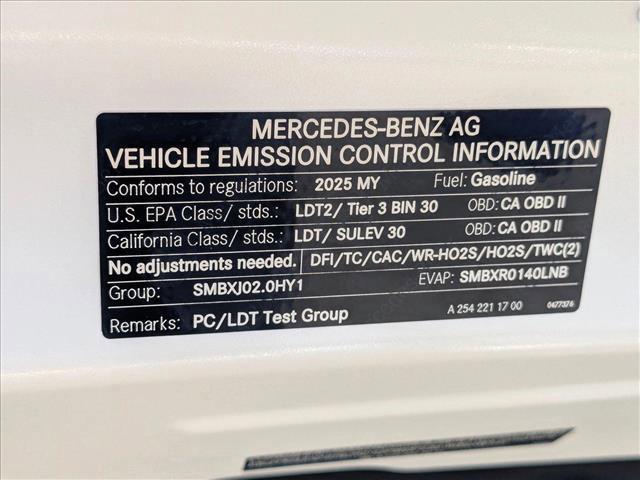 MERCEDES-BENZ AG
VEHICLE EMISSION CONTROL INFORMATION
Conforms to regulations: 2025 MY Fuel: Gasoline
U.S. EPA Class/ stds.: LDT2/ Tier 3 BIN 30 OBD: CA OBD II
California Class/ stds.: LDT/ SULEV 30 OBD: CA OBD II
No adjustments needed. DFI/TC/CAC/WR-HO2S/HO2S/TWC(2)
Group: SMBXJ02.0HY1 EVAP: SMBXR0140LNB
Remarks: PC/LDT Test Group A 254 221 17 00 0477376